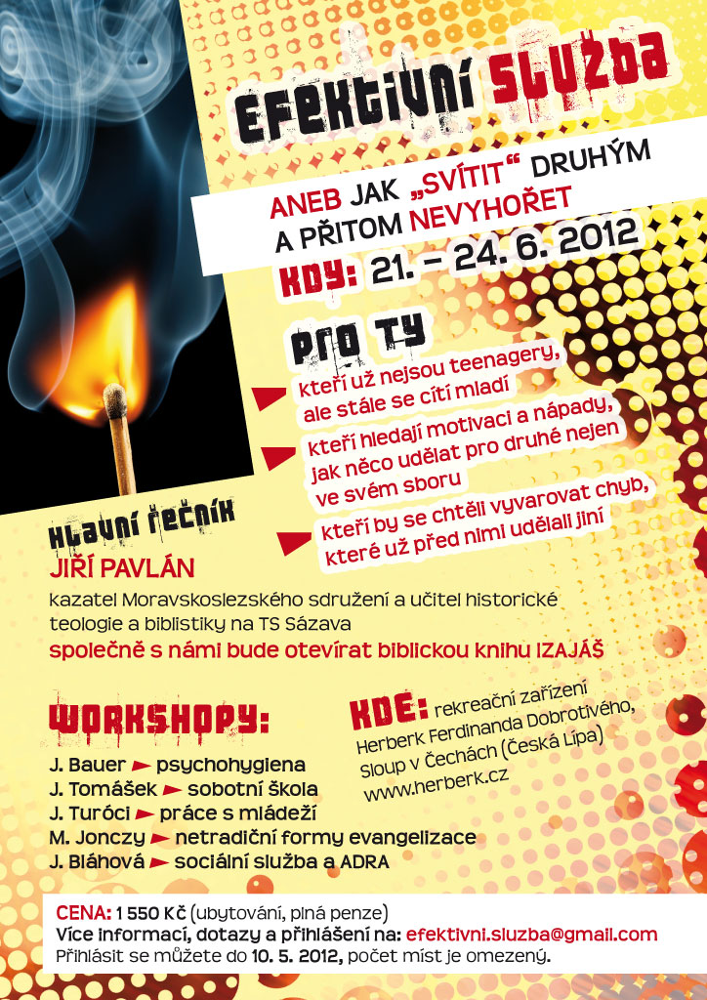 Efektivní služba
ANEB JAK „SVÍTIT“ DRUHÝM
A PŘITOM NEVYHOŘET
KDY: 21. – 24. 6. 2012
PRO TY
kteří už nejsou teenagery,
ale stále se cítí mladí
kteří hledají motivaci a nápady,
jak něco udělat pro druhé nejen
ve svém sboru
kteří by se chtěli vyvarovat chyb,
které už před nimi udělali jiní
Hlavní řečník
JIŘÍ PAVLÁN
kazatel Moravskoslezského sdružení a učitel historické
teologie a biblistiky na TS Sázava
společně s námi bude otevírat biblickou knihu IZAJÁŠ
WORKSHOPY:
J. Bauer ► psychohygiena
J. Tomášek ► sobotní škola
J. Turóci ► práce s mládeží
M. Jonczy ► netradiční formy evangelizace
J. Bláhová ► sociální služba a ADRA
KDE: rekreační zařízení
Herberk Ferdinanda Dobrotivého,
Sloup v Čechách (Česká Lípa)
www.herberk.cz
CENA: 1 550 Kč (ubytování, plná penze)
Více informací, dotazy a přihlášení na: efektivni.sluzba@gmail.com
Přihlásit se můžete do 10. 5. 2012, počet míst je omezený.